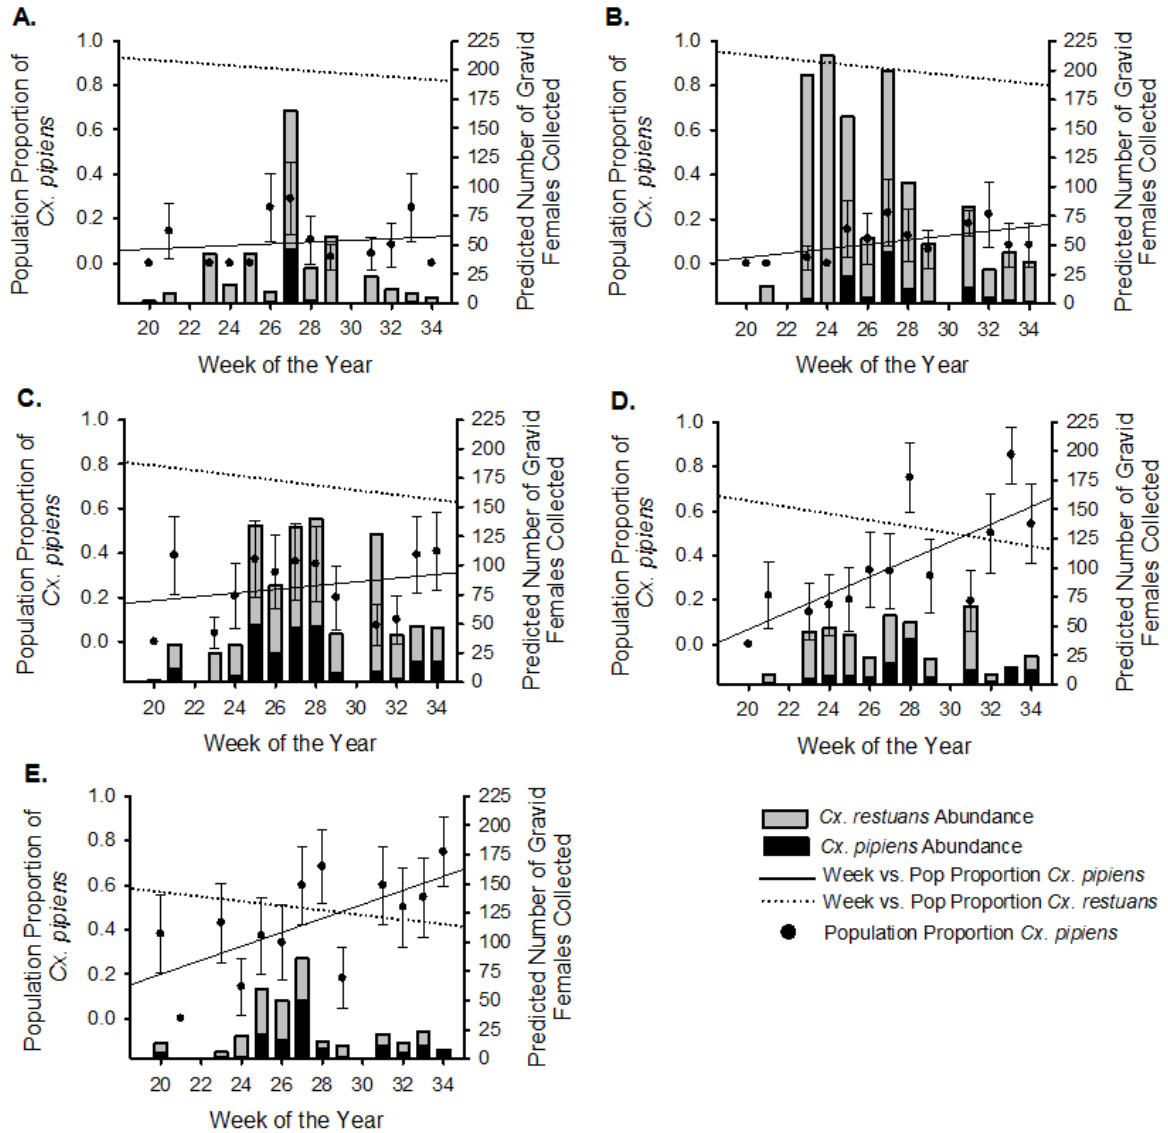 A.
Population Proportion of
Cx. pipiens
1.0
0.8
0.6
0.4
0.2
0.0
225
200
175
150
125
100
75
50
25
0
Predicted Number of Gravid
Females Collected
20 22 24 26 28 30 32 34
Week of the Year
B.
Population Proportion of
Cx. pipiens
1.0
0.8
0.6
0.4
0.2
0.0
225
200
175
150
125
100
75
50
25
0
Predicted Number of Gravid
Females Collected
20 22 24 26 28 30 32 34
Week of the Year
C.
Population Proportion of
Cx. pipiens
1.0
0.8
0.6
0.4
0.2
0.0
225
200
175
150
125
100
75
50
25
0
Predicted Number of Gravid
Females Collected
20 22 24 26 28 30 32 34
Week of the Year
D.
Population Proportion of
Cx. pipiens
1.0
0.8
0.6
0.4
0.2
0.0
225
200
175
150
125
100
75
50
25
0
Predicted Number of Gravid
Females Collected
20 22 24 26 28 30 32 34
Week of the Year
E.
Population Proportion of
Cx. pipiens
1.0
0.8
0.6
0.4
0.2
0.0
225
200
175
150
125
100
75
50
25
0
Predicted Number of Gravid
Females Collected
20 22 24 26 28 30 32 34
Week of the Year
Cx. restuans Abundance
Cx. pipiens Abundance
Week vs. Pop Proportion Cx. pipiens
Week vs. Pop Proportion Cx. restuans
Population Proportion Cx. pipiens